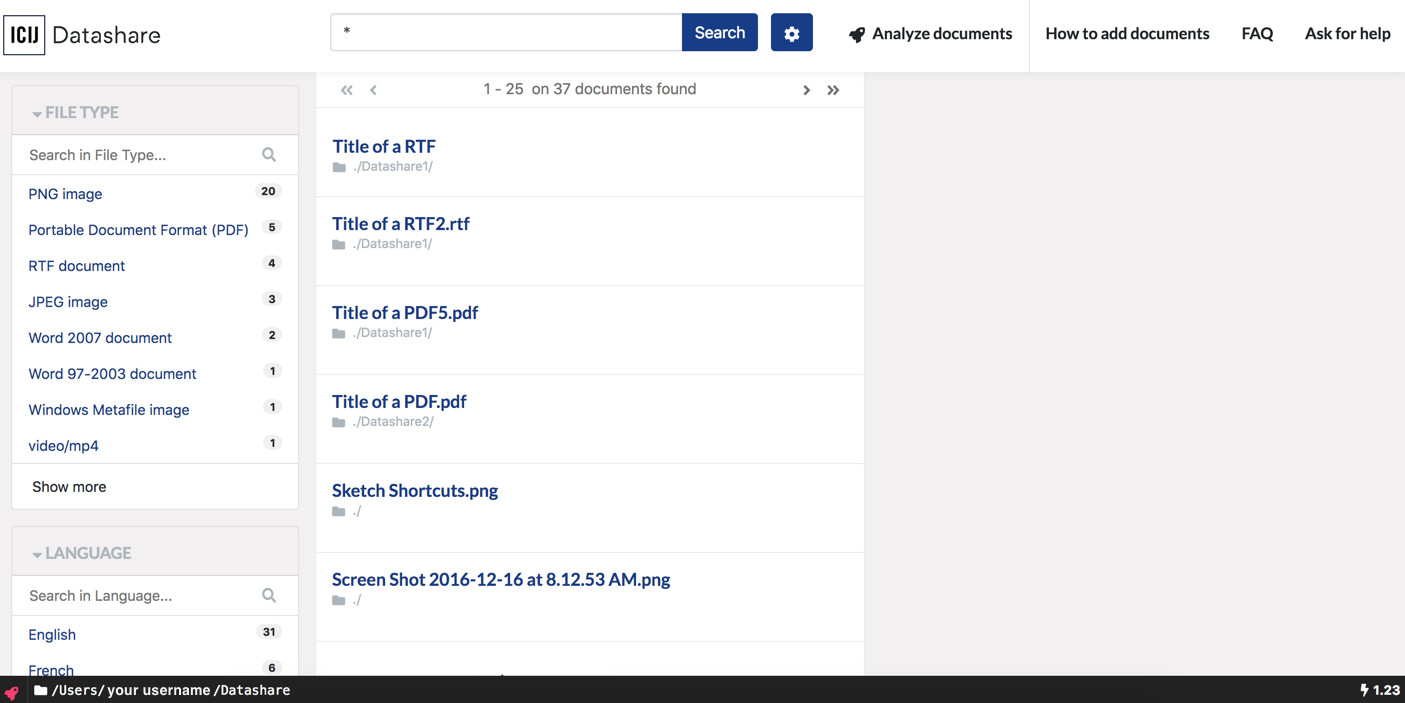 ICIJ Datashare
*
Search
Analyze documents
How to add documents
FAQ
Ask for help
FILE TYPE
Search in File Type...
PNG image 20
Portable Document Format (PDF) 5
RTF document 4
JPEG image 3
Word 2007 document 2
Word 97-2003 document 1
Windows Metafile image 1
video/mp4 1
Show more
LANGUAGE
Search in Language...
English 31
French 6
« ‹ 1 - 25 on 37 documents found › »
Title of a RTF
./Datashare1/
Title of a RTF2.rtf
./Datashare1/
Title of a PDF5.pdf
./Datashare1/
Title of a PDF.pdf
./Datashare2/
Sketch Shortcuts.png
./
Screen Shot 2016-12-16 at 8.12.53 AM.png
./
/Users/your username/Datashare
1.23